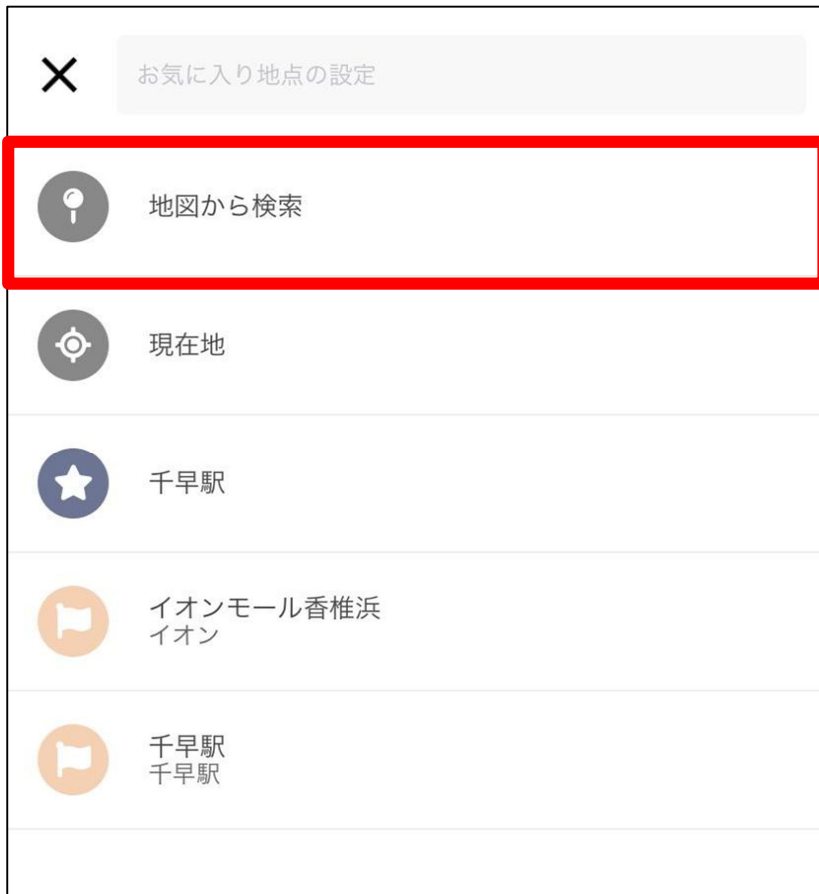 お気に入り地点の設定
地図から検索
現在地
千早駅
イオンモール香椎浜
イオン
千早駅
千早駅